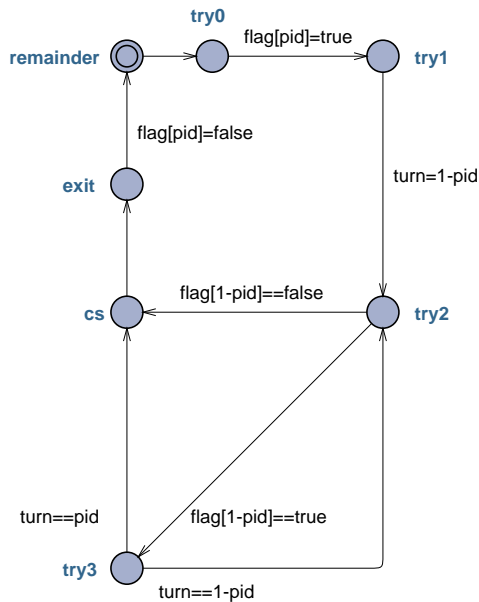 try0
flag[pid]=true
remainder
try1
flag[pid]=false
exit
turn=1-pid
flag[1-pid]==false
cs
try2
turn==pid
flag[1-pid]==true
try3
turn==1-pid